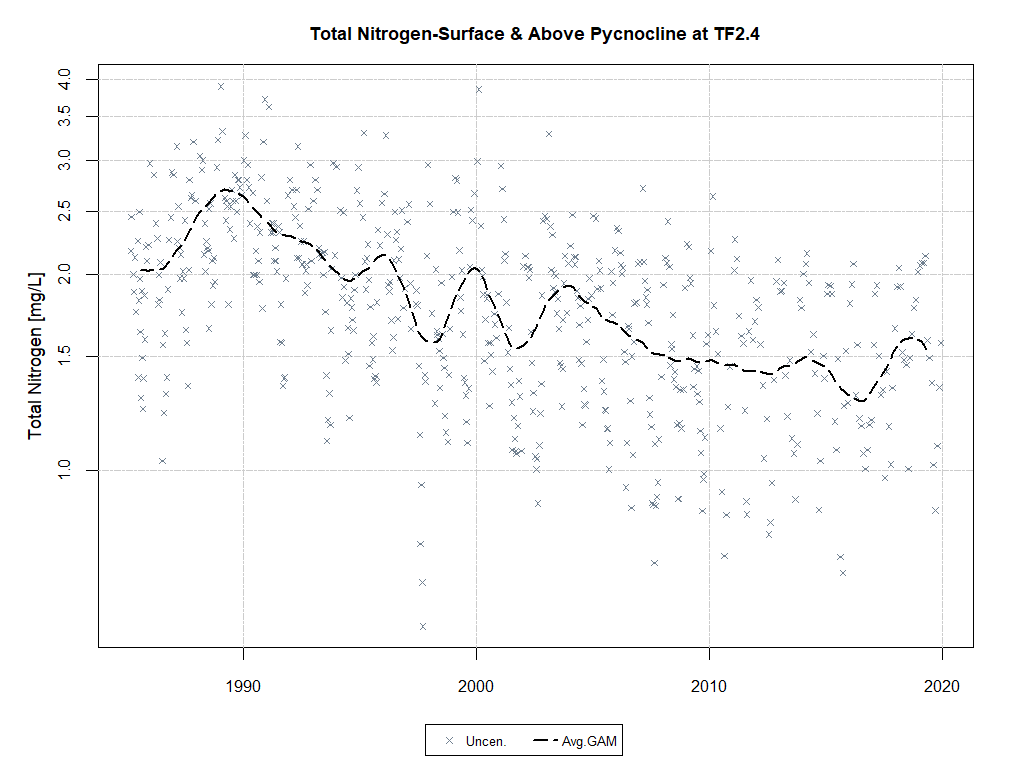 Total Nitrogen-Surface & Above Pycnocline at TF2.4
Total Nitrogen [mg/L]
4.0
3.5
3.0
2.5
2.0
1.5
1.0
1990 2000 2010 2020
Uncen. Avg.GAM